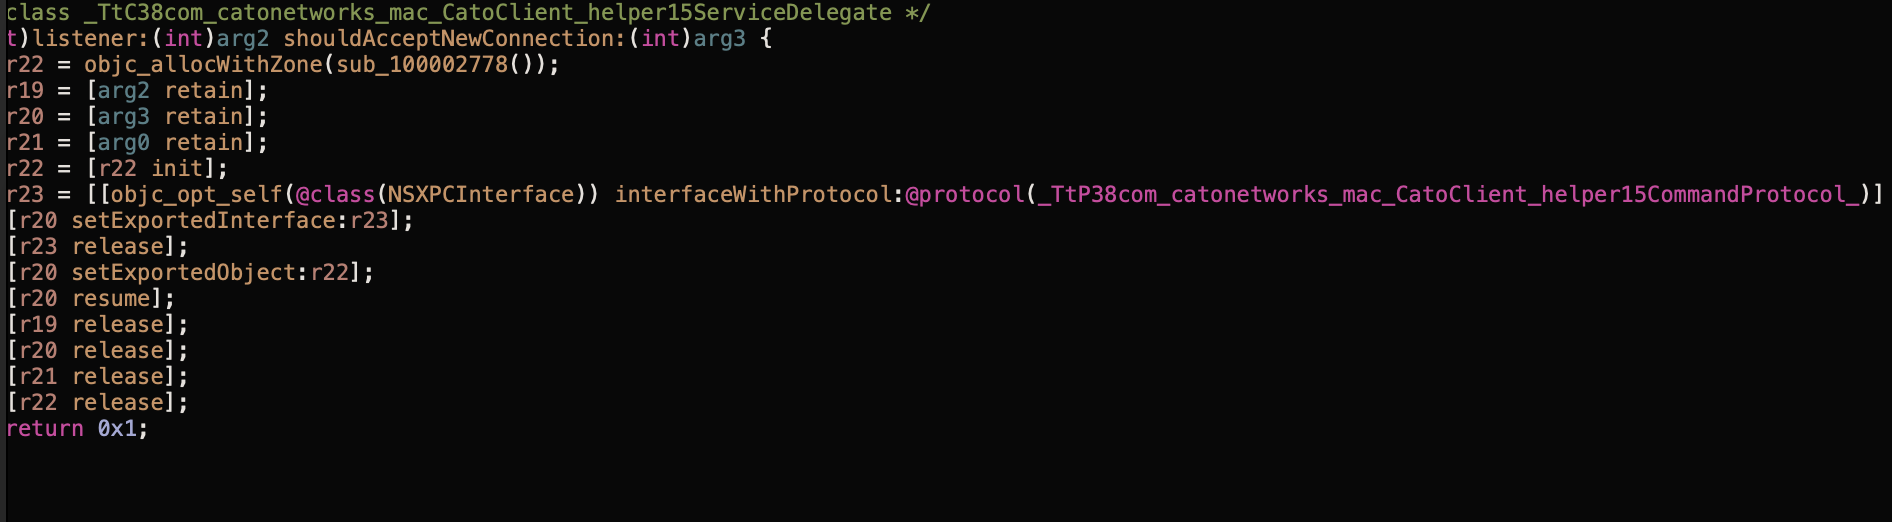 class _TtC38com_catonetworks_mac_CatoClient_helper15ServiceDelegate */
t)listener:(int)arg2 shouldAcceptNewConnection:(int)arg3 {
r22 = objc_allocWithZone(sub_100002778());
r19 = [arg2 retain];
r20 = [arg3 retain];
r21 = [arg0 retain];
r22 = [r22 init];
r23 = [[objc_opt_self(@class(NSXPCInterface)) interfaceWithProtocol:@protocol(_TtP38com_catonetworks_mac_CatoClient_helper15CommandProtocol_)]
[r20 setExportedInterface:r23];
[r23 release];
[r20 setExportedObject:r22];
[r20 resume];
[r19 release];
[r20 release];
[r21 release];
[r22 release];
return 0x1;